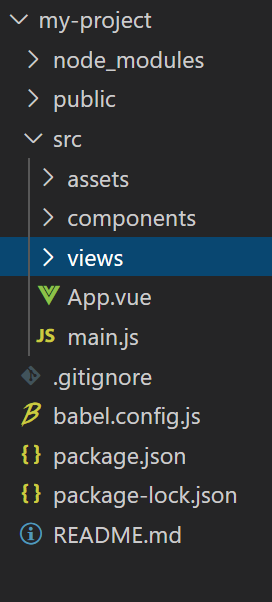 my-project
node_modules
public
src
assets
components
views
App.vue
JS main.js
.gitignore
babel.config.js
{} package.json
{} package-lock.json
README.md